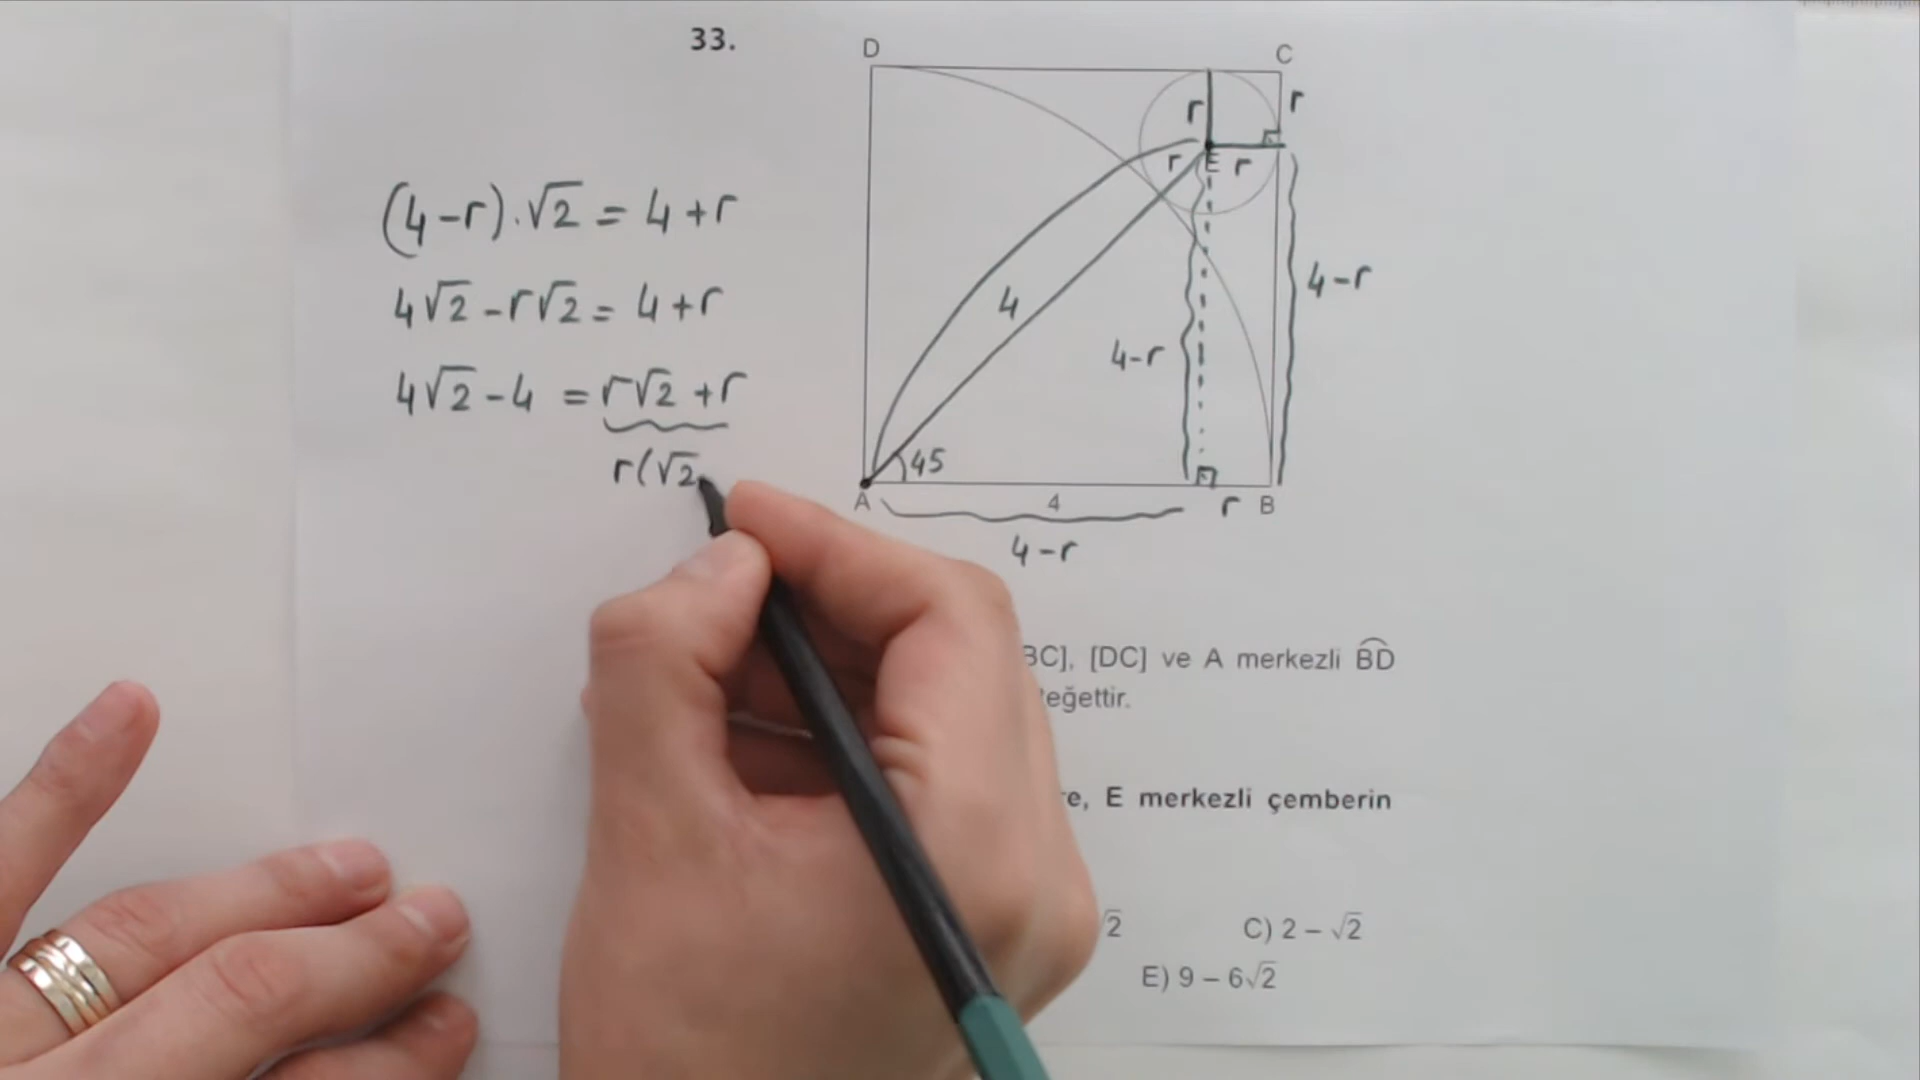 33.
D
C
r
r
r E r
(4-r).√2 = 4+r
4√2 -r√2 = 4+r
4√2 -4 = r√2 +r
r(√2
4
4-r
4-r
45
A 4 r B
4-r
BC], [DC] ve A merkezli BD
teğettir.
E merkezli çemberin
√2 C) 2 – √2
E) 9 – 6√2